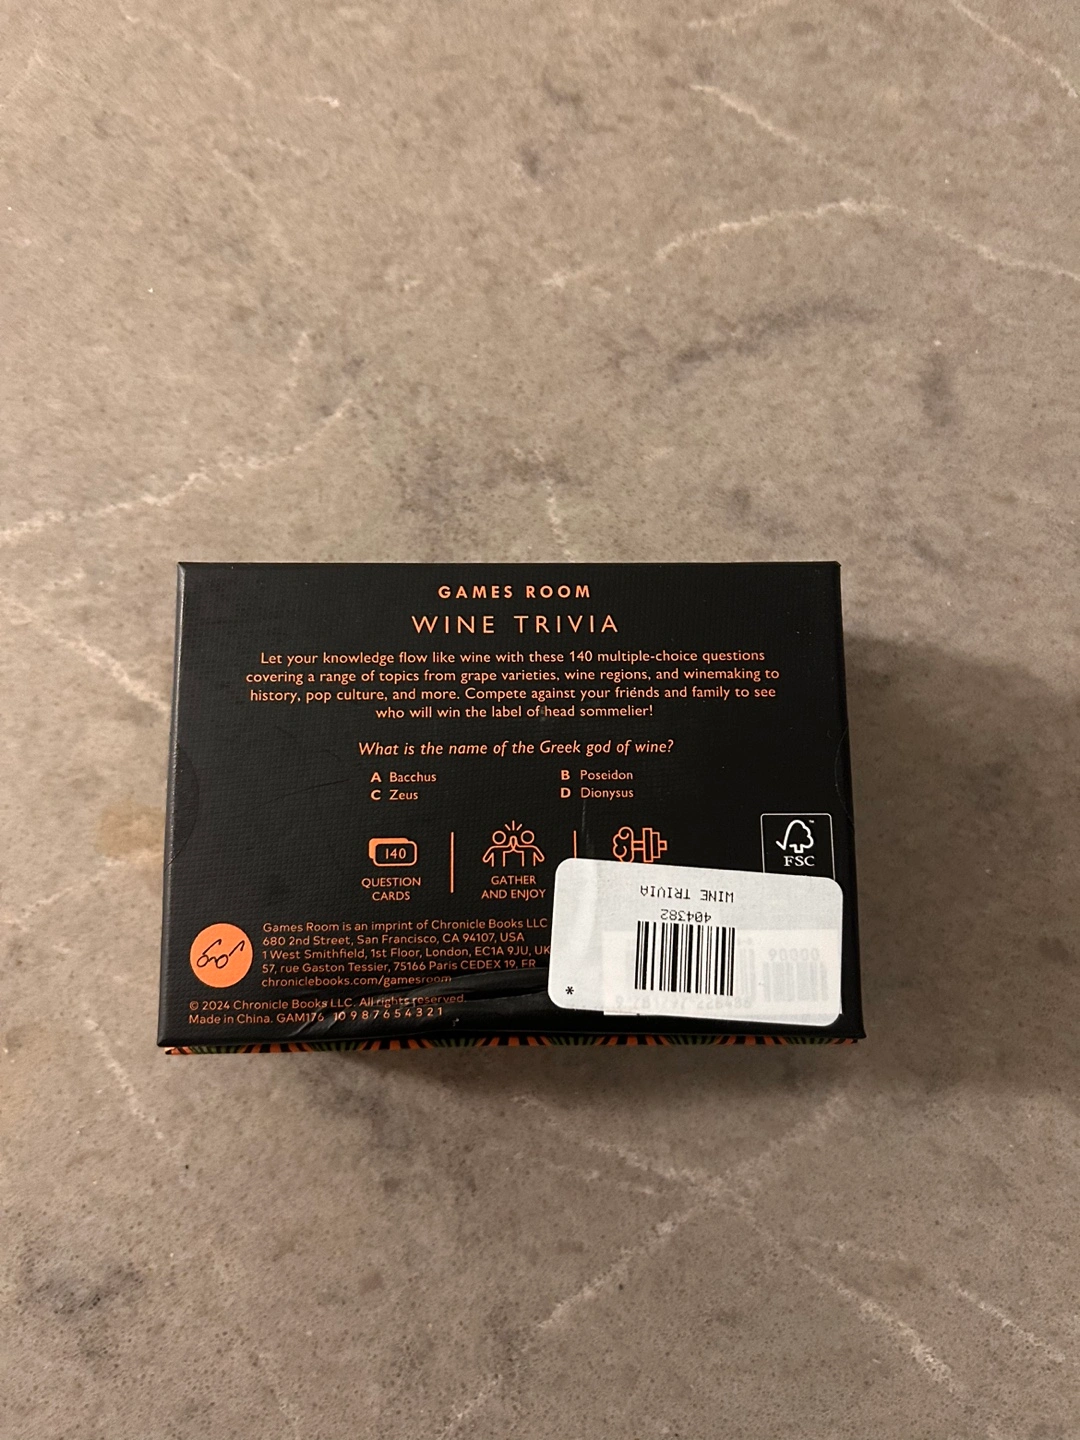 GAMES ROOM
WINE TRIVIA
Let your knowledge flow like wine with these 140 multiple-choice questions
covering a range of topics from grape varieties, wine regions, and winemaking to
history, pop culture, and more. Compete against your friends and family to see
who will win the label of head sommelier!
What is the name of the Greek god of wine?
A Bacchus
B Poseidon
C Zeus
D Dionysus
140
QUESTION
CARDS
GATHER
AND ENJOY
FSC
WINE TRIVIA
404382
*
Games Room is an imprint of Chronicle Books LLC
680 2nd Street, San Francisco, CA 94107, USA
1 West Smithfield, 1st Floor, London, EC1A 9JU, UK
57, rue Gaston Tessier, 75166 Paris CEDEX 19, FR
chroniclebooks.com/gamesroom
© 2024 Chronicle Books LLC. All rights reserved.
Made in China. GAM176 10 9 8 7 6 5 4 3 2 1